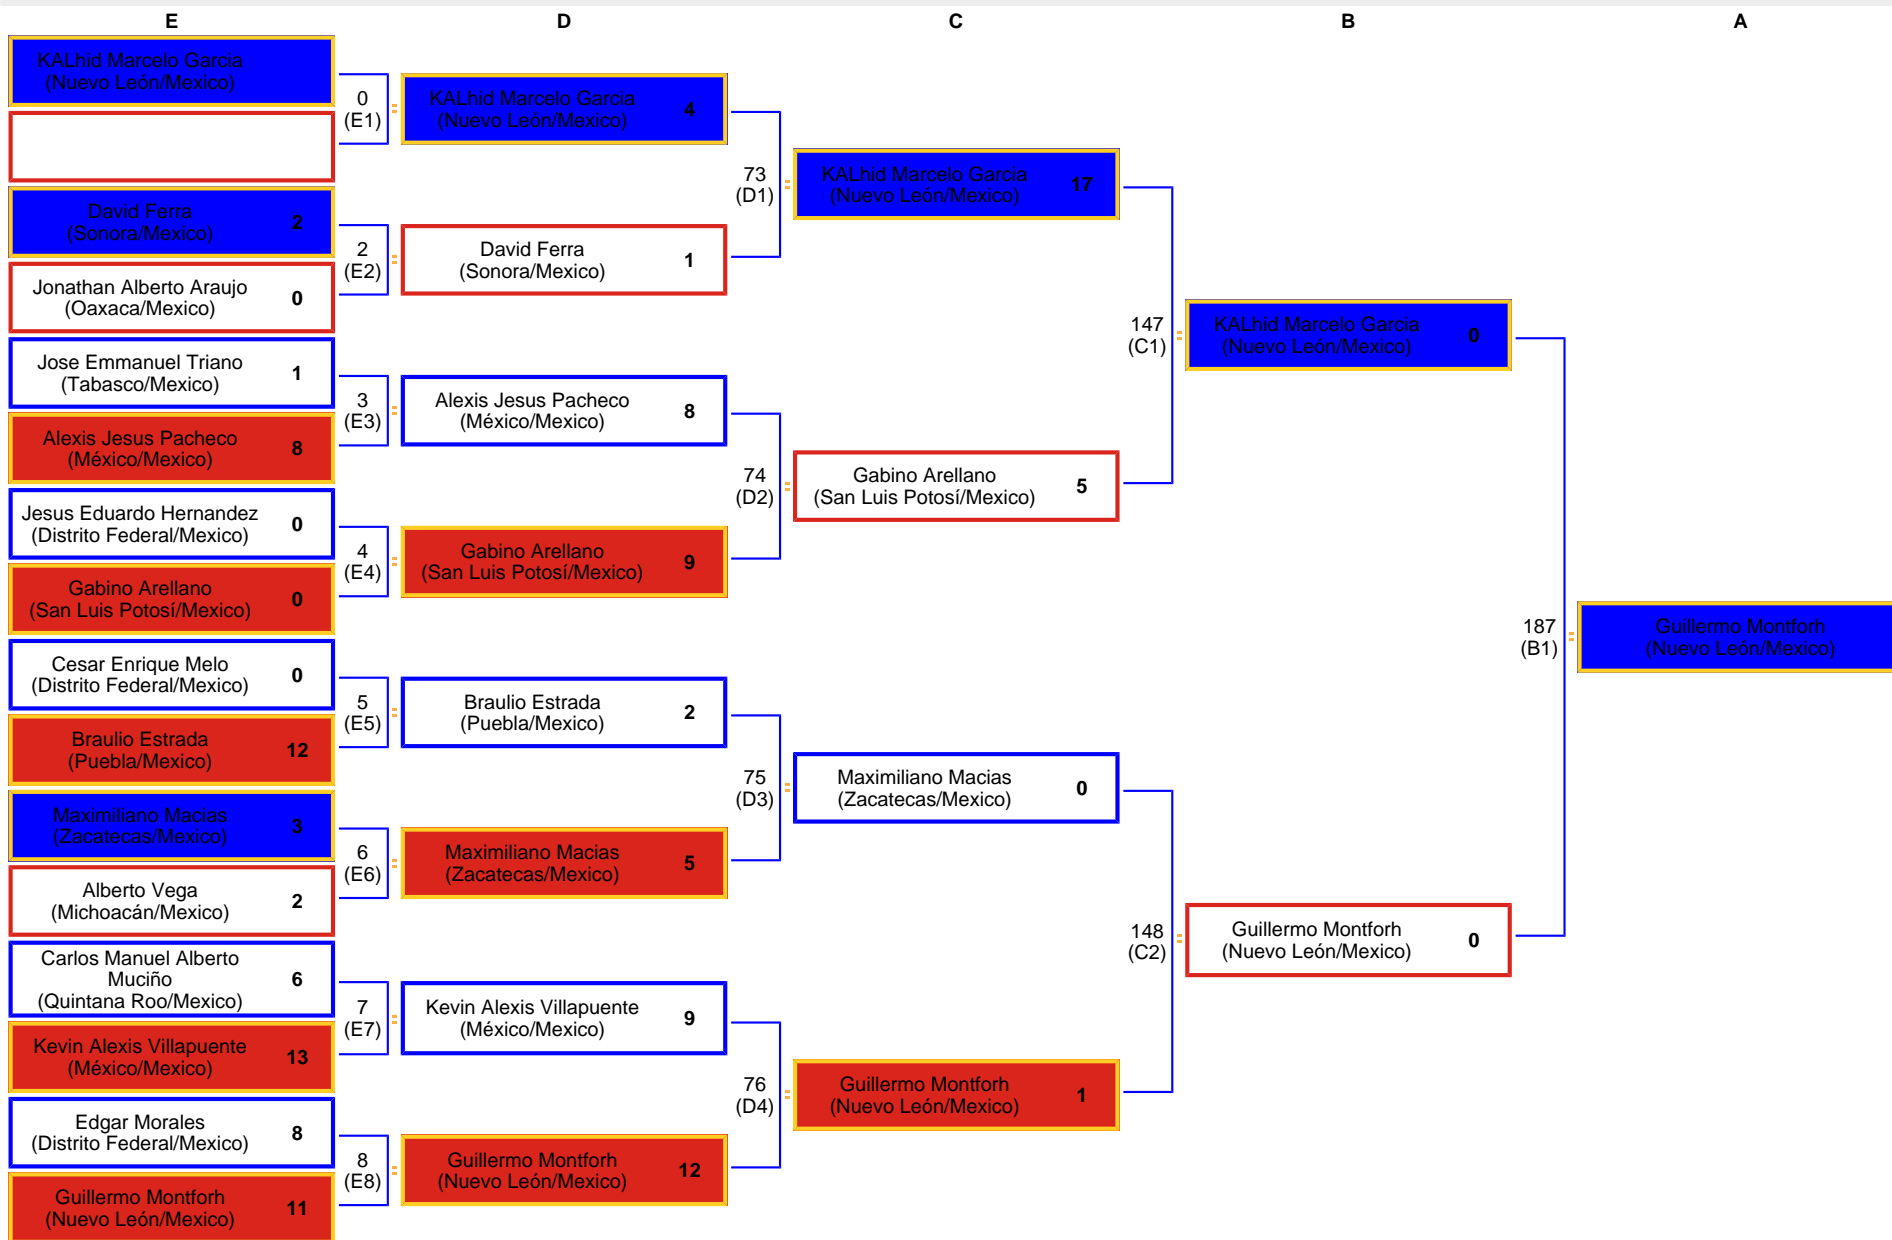 E
D
C
B
A
KALhid Marcelo Garcia
(Nuevo León/Mexico)
David Ferra
(Sonora/Mexico)
2
Jonathan Alberto Araujo
(Oaxaca/Mexico)
0
Jose Emmanuel Triano
(Tabasco/Mexico)
1
Alexis Jesus Pacheco
(México/Mexico)
8
Jesus Eduardo Hernandez
(Distrito Federal/Mexico)
0
Gabino Arellano
(San Luis Potosí/Mexico)
0
Cesar Enrique Melo
(Distrito Federal/Mexico)
0
Braulio Estrada
(Puebla/Mexico)
12
Maximiliano Macias
(Zacatecas/Mexico)
3
Alberto Vega
(Michoacán/Mexico)
2
Carlos Manuel Alberto
Muciño
(Quintana Roo/Mexico)
6
Kevin Alexis Villapuente
(México/Mexico)
13
Edgar Morales
(Distrito Federal/Mexico)
8
Guillermo Montforh
(Nuevo León/Mexico)
11
0
(E1)
2
(E2)
3
(E3)
4
(E4)
5
(E5)
6
(E6)
7
(E7)
8
(E8)
KALhid Marcelo Garcia
(Nuevo León/Mexico)
4
David Ferra
(Sonora/Mexico)
1
Alexis Jesus Pacheco
(México/Mexico)
8
Gabino Arellano
(San Luis Potosí/Mexico)
9
Braulio Estrada
(Puebla/Mexico)
2
Maximiliano Macias
(Zacatecas/Mexico)
5
Kevin Alexis Villapuente
(México/Mexico)
9
Guillermo Montforh
(Nuevo León/Mexico)
12
73
(D1)
74
(D2)
75
(D3)
76
(D4)
KALhid Marcelo Garcia
(Nuevo León/Mexico)
17
Gabino Arellano
(San Luis Potosí/Mexico)
5
Maximiliano Macias
(Zacatecas/Mexico)
0
Guillermo Montforh
(Nuevo León/Mexico)
1
147
(C1)
148
(C2)
KALhid Marcelo Garcia
(Nuevo León/Mexico)
0
Guillermo Montforh
(Nuevo León/Mexico)
0
187
(B1)
Guillermo Montforh
(Nuevo León/Mexico)